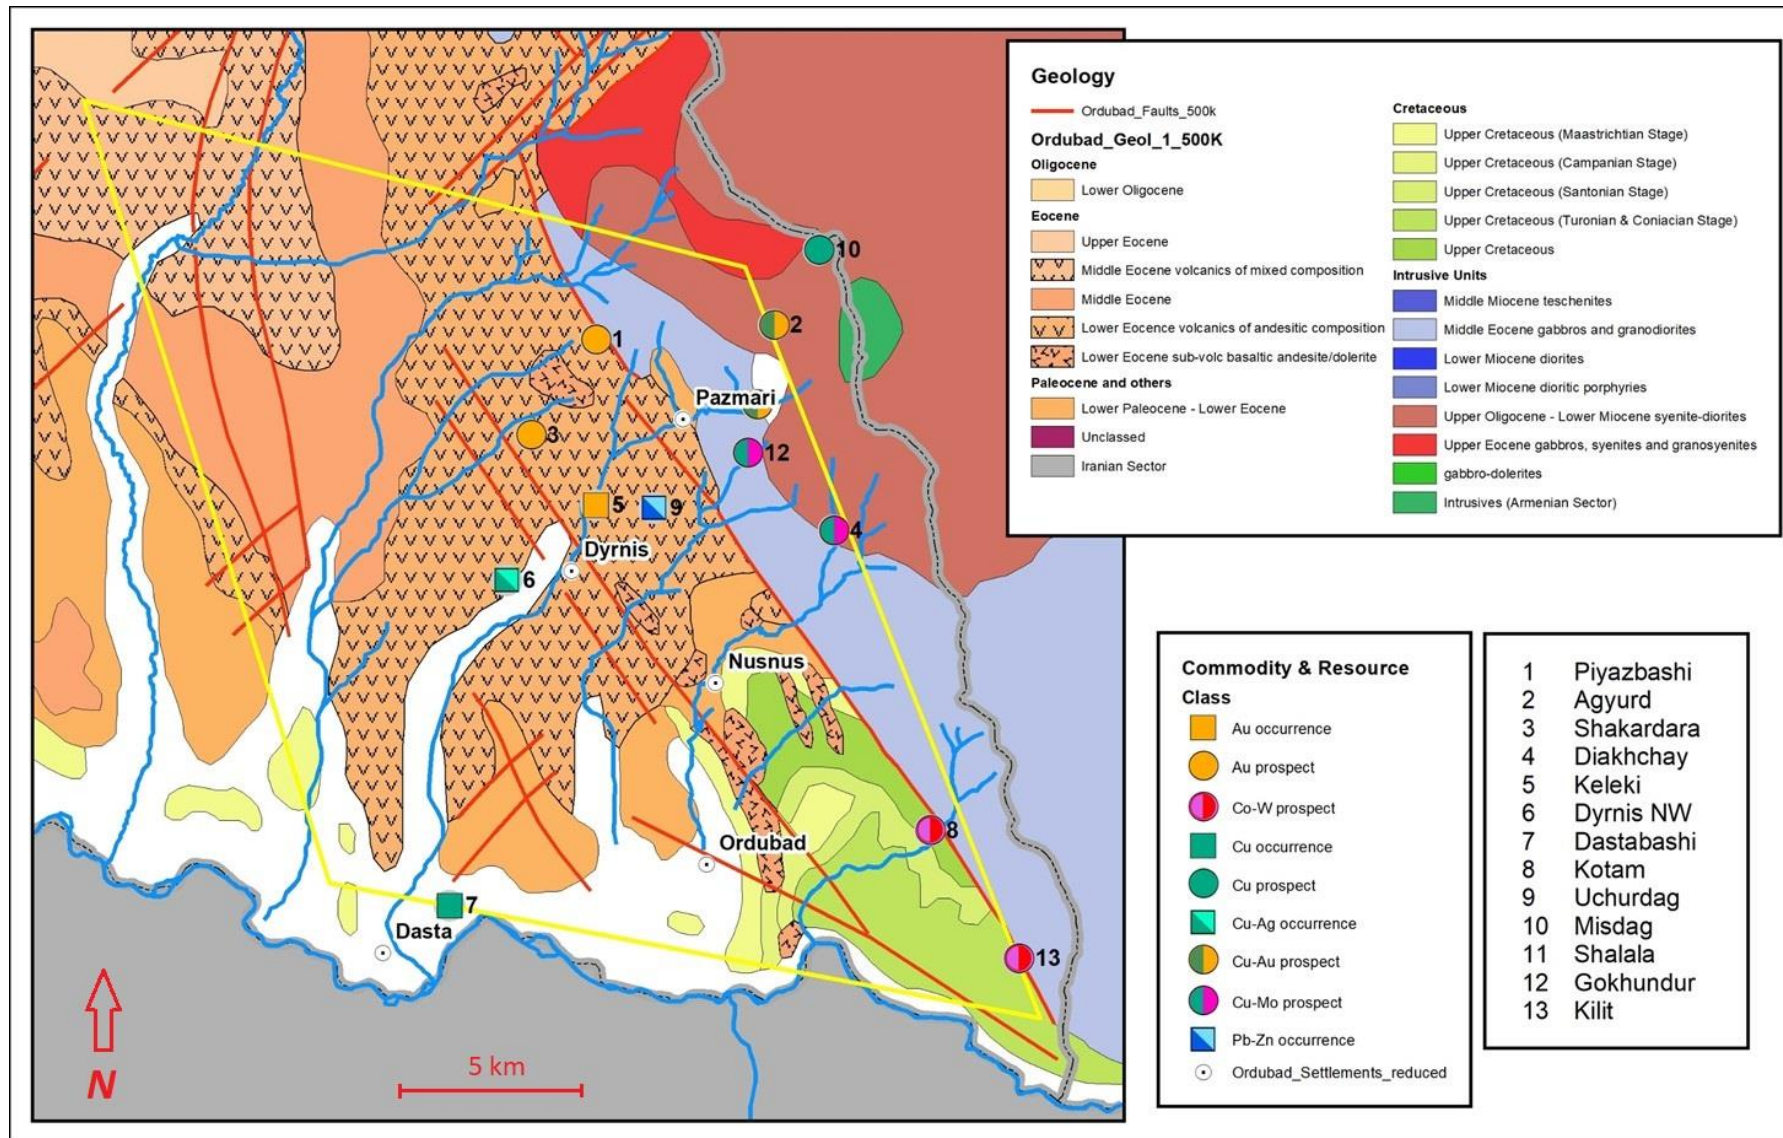 1
2
3
4
5
6
7
8
9
10
12
13
Pazmari
Dyrnis
Nusnus
Ordubad
Dasta
N
5 km
Geology
Ordubad_Faults_500k
Ordubad_Geol_1_500K
Oligocene
Lower Oligocene
Eocene
Upper Eocene
Middle Eocene volcanics of mixed composition
Middle Eocene
Lower Eocence volcanics of andesitic composition
Lower Eocene sub-volc basaltic andesite/dolerite
Paleocene and others
Lower Paleocene - Lower Eocene
Unclassed
Iranian Sector
Cretaceous
Upper Cretaceous (Maastrichtian Stage)
Upper Cretaceous (Campanian Stage)
Upper Cretaceous (Santonian Stage)
Upper Cretaceous (Turonian & Coniacian Stage)
Upper Cretaceous
Intrusive Units
Middle Miocene teschenites
Middle Eocene gabbros and granodiorites
Lower Miocene diorites
Lower Miocene dioritic porphyries
Upper Oligocene - Lower Miocene syenite-diorites
Upper Eocene gabbros, syenites and granosyenites
gabbro-dolerites
Intrusives (Armenian Sector)
Commodity & Resource
Class
Au occurrence
Au prospect
Co-W prospect
Cu occurrence
Cu prospect
Cu-Ag occurrence
Cu-Au prospect
Cu-Mo prospect
Pb-Zn occurrence
Ordubad_Settlements_reduced
1 Piyazbashi
2 Agyurd
3 Shakardara
4 Diakhchay
5 Keleki
6 Dyrnis NW
7 Dastabashi
8 Kotam
9 Uchurdag
10 Misdag
11 Shalala
12 Gokhundur
13 Kilit